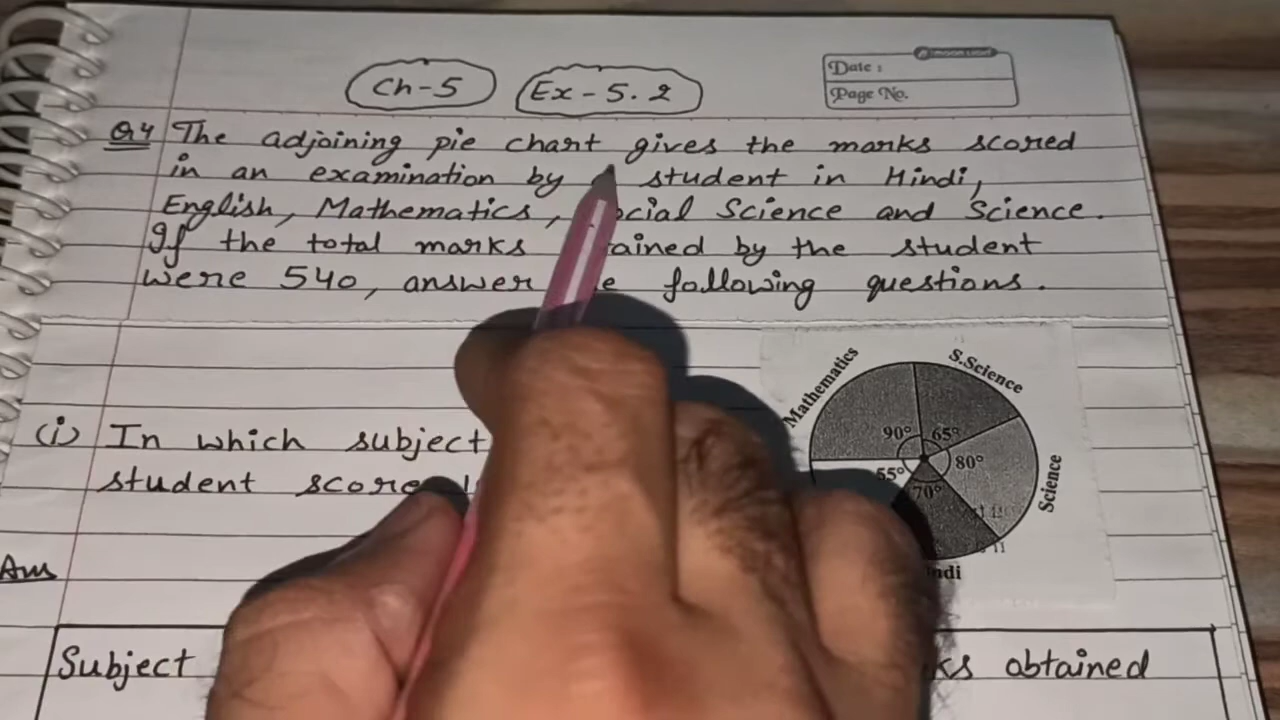 Ch-5 Ex-5.2
Date :
Page No.
Q4 The adjoining pie chart gives the marks scored
in an examination by student in Hindi,
English, Mathematics, Social Science and Science.
If the total marks by the student
were 540, answer following questions.
(i) In which subject
student score
Mathematics
S.Science
Science
90°
65°
80°
70°
55°
Ans
Subject obtained